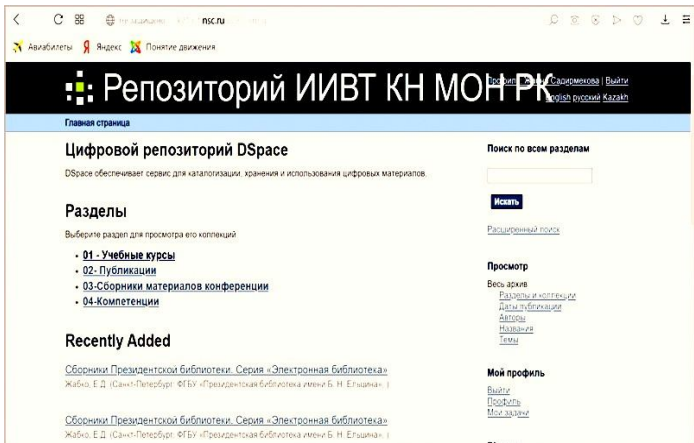 nsc.ru
Авиабилеты Яндекс Понятие движения
Репозиторий ИИВТ КН МОН РК
Садирмекова | Выйти
English русский Kazakh
Главная страница
Цифровой репозиторий DSpace
DSpace обеспечивает сервис для каталогизации, хранения и использования цифровых материалов.
Разделы
Выберите раздел для просмотра его коллекций
01 - Учебные курсы
02- Публикации
03-Сборники материалов конференции
04-Компетенции
Recently Added
Сборники Президентской библиотеки. Серия «Электронная библиотека»
Жабко, Е.Д. (Санкт-Петербург: ФГБУ «Президентская библиотека имени Б. Н. Ельцина», )
Сборники Президентской библиотеки. Серия «Электронная библиотека»
Жабко, Е.Д. (Санкт-Петербург: ФГБУ «Президентская библиотека имени Б. Н. Ельцина», )
Поиск по всем разделам
Искать
Расширенный поиск
Просмотр
Весь архив
Разделы и коллекции
Даты публикации
Авторы
Названия
Темы
Мой профиль
Выйти
Профиль
Мои задачи